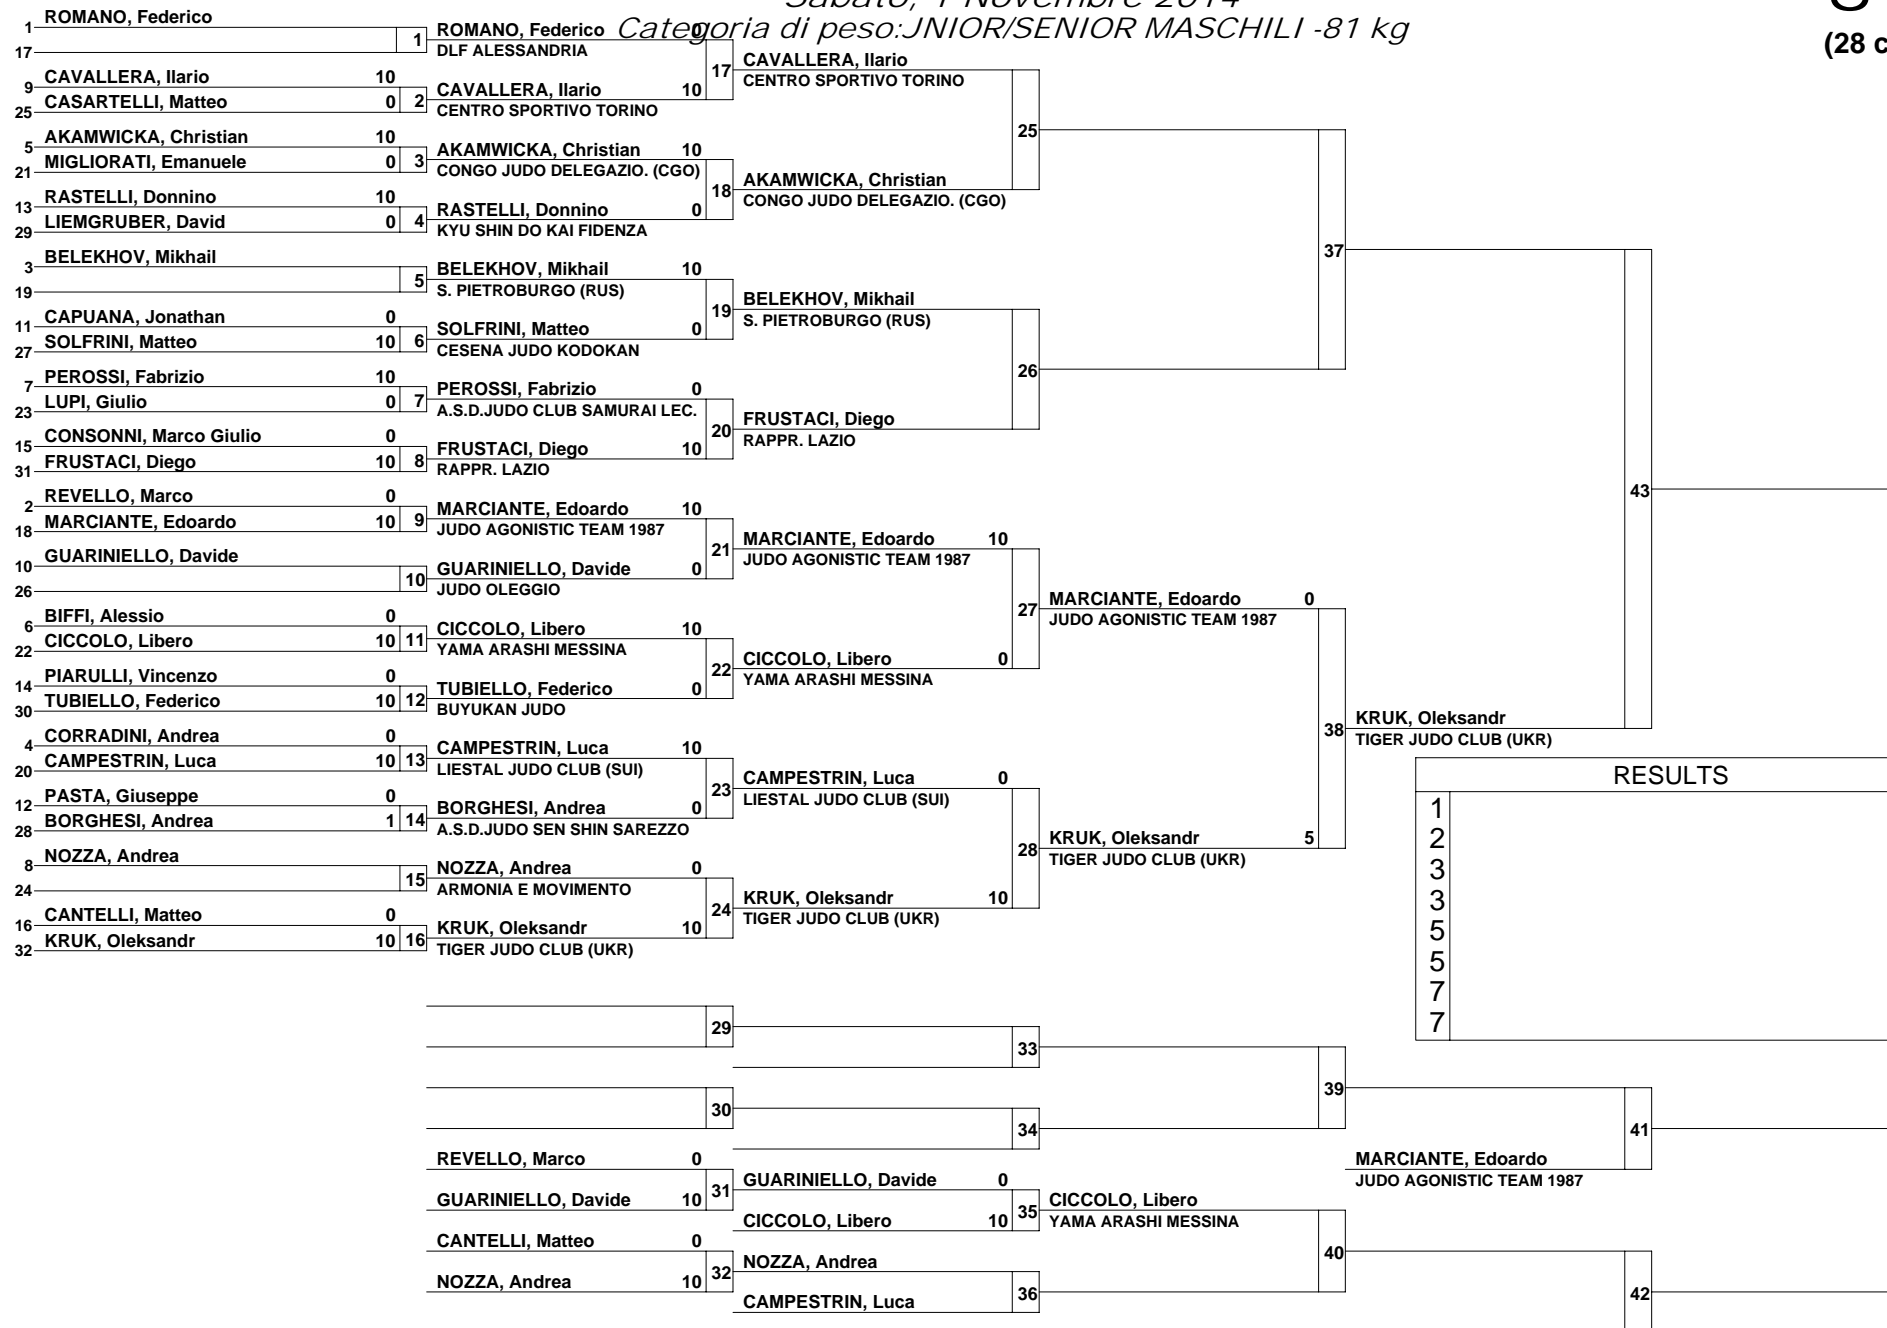 Sabato, 1 Novembre 2014
Categoria di peso:JNIOR/SENIOR MASCHILI -81 kg
(28 c
1 ROMANO, Federico
17
1
9 CAVALLERA, Ilario 10
25 CASARTELLI, Matteo 0
2
5 AKAMWICKA, Christian 10
21 MIGLIORATI, Emanuele 0
3
13 RASTELLI, Donnino 10
29 LIEMGRUBER, David 0
4
3 BELEKHOV, Mikhail
19
5
11 CAPUANA, Jonathan 0
27 SOLFRINI, Matteo 10
6
7 PEROSSI, Fabrizio 10
23 LUPI, Giulio 0
7
15 CONSONNI, Marco Giulio 0
31 FRUSTACI, Diego 10
8
2 REVELLO, Marco 0
18 MARCIANTE, Edoardo 10
9
10 GUARINIELLO, Davide
26
10
6 BIFFI, Alessio 0
22 CICCOLO, Libero 10
11
14 PIARULLI, Vincenzo 0
30 TUBIELLO, Federico 10
12
4 CORRADINI, Andrea 0
20 CAMPESTRIN, Luca 10
13
12 PASTA, Giuseppe 0
28 BORGHESI, Andrea 1
14
8 NOZZA, Andrea
24
15
16 CANTELLI, Matteo 0
32 KRUK, Oleksandr 10
16
ROMANO, Federico 0
DLF ALESSANDRIA
17
CAVALLERA, Ilario 10
CENTRO SPORTIVO TORINO
AKAMWICKA, Christian 10
CONGO JUDO DELEGAZIO. (CGO)
18
RASTELLI, Donnino 0
KYU SHIN DO KAI FIDENZA
BELEKHOV, Mikhail 10
S. PIETROBURGO (RUS)
19
SOLFRINI, Matteo 0
CESENA JUDO KODOKAN
PEROSSI, Fabrizio 0
A.S.D.JUDO CLUB SAMURAI LEC.
20
FRUSTACI, Diego 10
RAPPR. LAZIO
MARCIANTE, Edoardo 10
JUDO AGONISTIC TEAM 1987
21
GUARINIELLO, Davide 0
JUDO OLEGGIO
CICCOLO, Libero 10
YAMA ARASHI MESSINA
22
TUBIELLO, Federico 0
BUYUKAN JUDO
CAMPESTRIN, Luca 10
LIESTAL JUDO CLUB (SUI)
23
BORGHESI, Andrea 0
A.S.D.JUDO SEN SHIN SAREZZO
NOZZA, Andrea 0
ARMONIA E MOVIMENTO
24
KRUK, Oleksandr 10
TIGER JUDO CLUB (UKR)
CAVALLERA, Ilario
CENTRO SPORTIVO TORINO
25
AKAMWICKA, Christian
CONGO JUDO DELEGAZIO. (CGO)
BELEKHOV, Mikhail
S. PIETROBURGO (RUS)
26
FRUSTACI, Diego
RAPPR. LAZIO
MARCIANTE, Edoardo 10
JUDO AGONISTIC TEAM 1987
27
CICCOLO, Libero 0
YAMA ARASHI MESSINA
CAMPESTRIN, Luca 0
LIESTAL JUDO CLUB (SUI)
28
KRUK, Oleksandr 10
TIGER JUDO CLUB (UKR)
37
MARCIANTE, Edoardo 0
JUDO AGONISTIC TEAM 1987
38
KRUK, Oleksandr 5
TIGER JUDO CLUB (UKR)
43
KRUK, Oleksandr
TIGER JUDO CLUB (UKR)
RESULTS
1
2
3
3
5
5
7
7
29
33
30
34
39
41
REVELLO, Marco 0
31
GUARINIELLO, Davide 10
CANTELLI, Matteo 0
32
NOZZA, Andrea 10
GUARINIELLO, Davide 0
35
CICCOLO, Libero 10
NOZZA, Andrea
36
CAMPESTRIN, Luca
CICCOLO, Libero
YAMA ARASHI MESSINA
40
MARCIANTE, Edoardo
JUDO AGONISTIC TEAM 1987
42